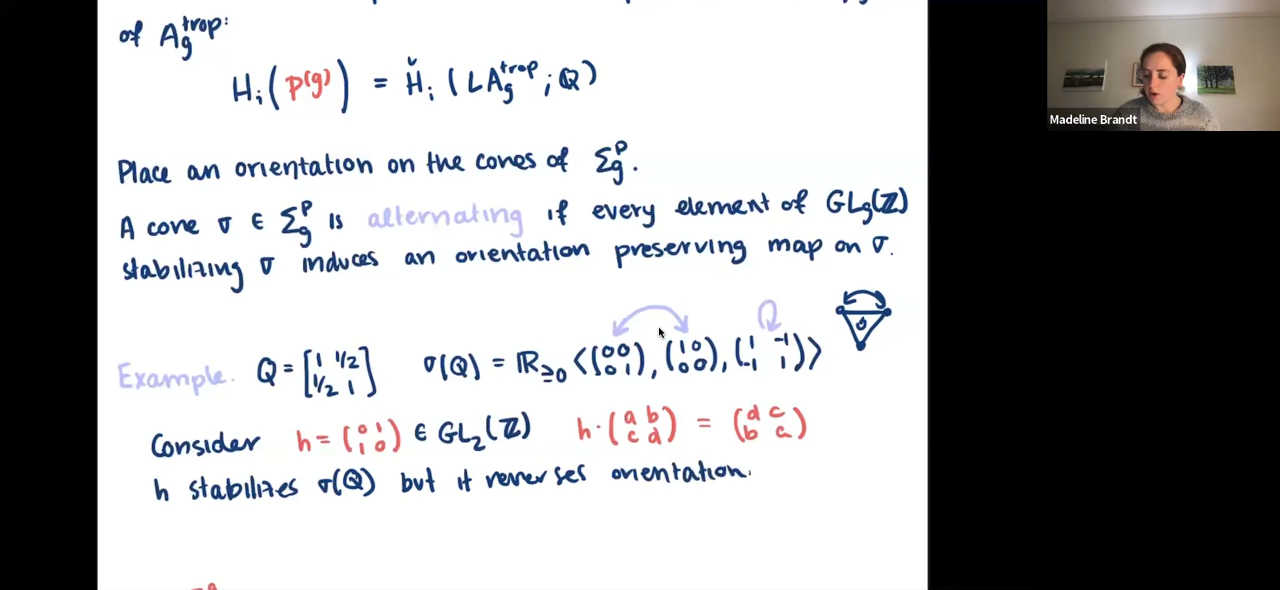 of A_g^trop:
H_i(P^(g)) = Ȟ_i(LA_g^trop; ℚ)
Place an orientation on the cones of Σ_g^P.
A cone σ ∈ Σ_g^P is alternating if every element of GL_g(ℤ)
stabilizing σ induces an orientation preserving map on σ.
Example. Q = [1 1/2; 1/2 1] σ(Q) = ℝ_≥0 ⟨(0 0; 0 1), (1 0; 0 0), (1 -1; -1 1)⟩
Consider h = (0 1; 1 0) ∈ GL_2(ℤ) h · (a b; c d) = (d c; b a)
h stabilizes σ(Q) but it reverses orientation.
Madeline Brandt